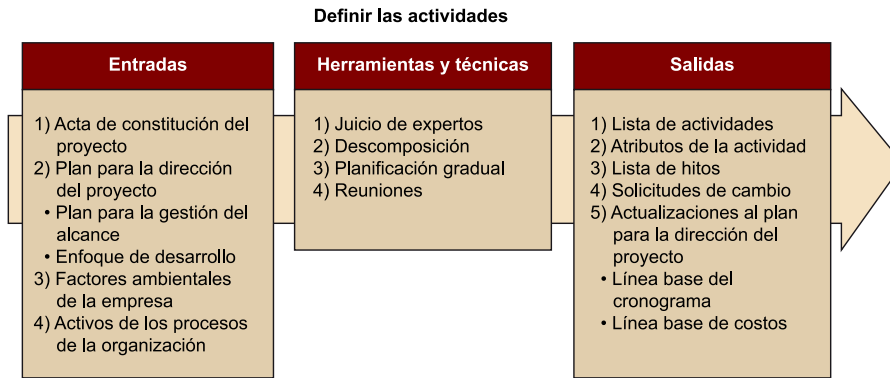 Definir las actividades
Entradas
1) Acta de constitución del
proyecto
2) Plan para la dirección
del proyecto
• Plan para la gestión del
alcance
• Enfoque de desarrollo
3) Factores ambientales
de la empresa
4) Activos de los procesos
de la organización
Herramientas y técnicas
1) Juicio de expertos
2) Descomposición
3) Planificación gradual
4) Reuniones
Salidas
1) Lista de actividades
2) Atributos de la actividad
3) Lista de hitos
4) Solicitudes de cambio
5) Actualizaciones al plan
para la dirección del
proyecto
• Línea base del
cronograma
• Línea base de costos